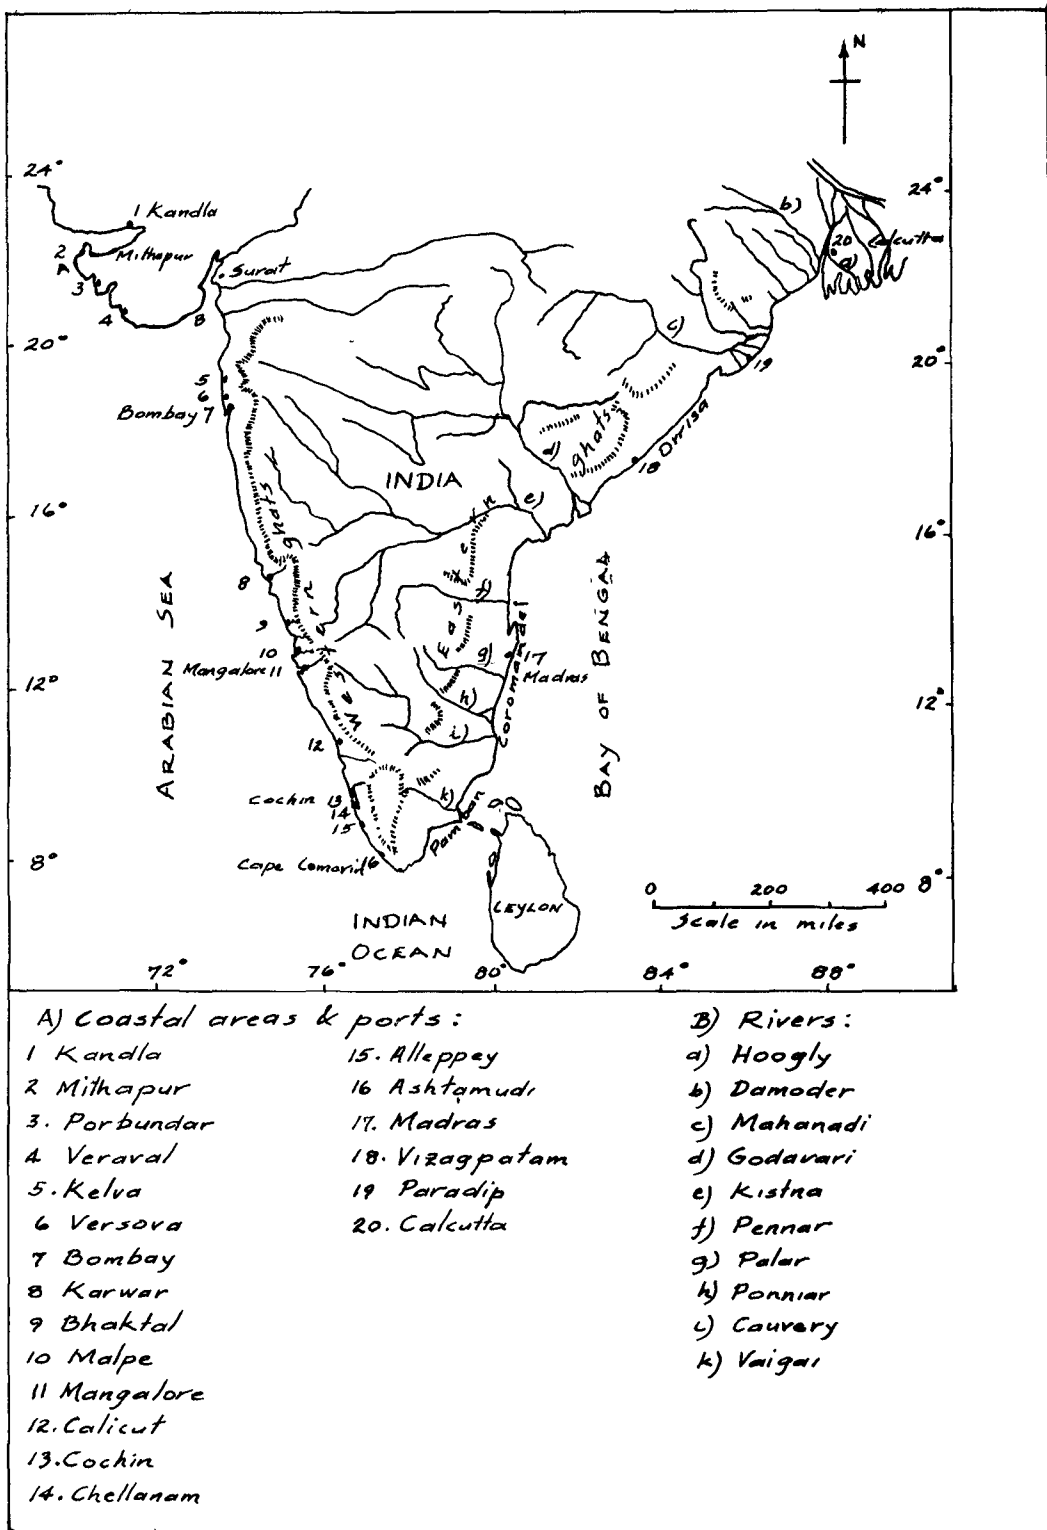 N
24°
24°
1 Kandla
b)
2
Mithapur
20 Calcutta
A
a)
3
Surat
4
B
c)
20°
20°
19
5
6
Bombay 7
Orrisa
ghats
d)
18
INDIA
e)
16°
16°
ghats
Eastern
8
f)
ARABIAN SEA
BAY OF BENGAL
Western
9
Coromandel
10
g)
17
Mangalore 11
Madras
12°
12°
h)
i)
12
Cochin 13
k)
14
15
Pamban
Cape Comorin 16
8°
8°
0 200 400
Scale in miles
CEYLON
INDIAN
OCEAN
72°
76°
80°
84°
88°
A) Coastal areas & ports:
1 Kandla
2 Mithapur
3. Porbundar
4 Veraval
5. Kelva
6 Versova
7 Bombay
8 Karwar
9 Bhaktal
10 Malpe
11 Mangalore
12. Calicut
13. Cochin
14. Chellanam
15. Alleppey
16 Ashtamudi
17. Madras
18. Vizagpatam
19 Paradip
20. Calcutta
B) Rivers:
a) Hoogly
b) Damoder
c) Mahanadi
d) Godavari
e) Kistna
f) Pennar
g) Palar
h) Ponniar
i) Cauvery
k) Vaigai